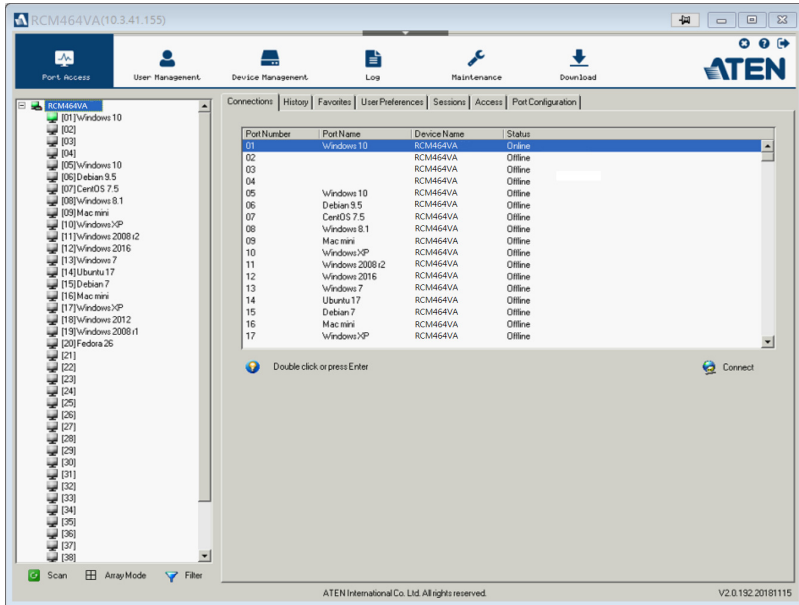 RCM464VA(10.3.41.155)
Port Access
User Management
Device Management
Log
Maintenance
Download
ATEN
RCM464VA
[01]Windows 10
[02]
[03]
[04]
[05]Windows 10
[06]Debian 9.5
[07]CentOS 7.5
[08]Windows 8.1
[09]Mac mini
[10]WindowsXP
[11]Windows 2008 r2
[12]Windows 2016
[13]Windows 7
[14]Ubuntu 17
[15]Debian 7
[16]Mac mini
[17]WindowsXP
[18]Windows 2012
[19]Windows 2008 r1
[20]Fedora 26
[21]
[22]
[23]
[24]
[25]
[26]
[27]
[28]
[29]
[30]
[31]
[32]
[33]
[34]
[35]
[36]
[37]
[38]
Scan
Array Mode
Filter
Connections History Favorites User Preferences Sessions Access Port Configuration
Port Number Port Name Device Name Status
01 Windows 10 RCM464VA Online
02 RCM464VA Offline
03 RCM464VA Offline
04 RCM464VA Offline
05 Windows 10 RCM464VA Offline
06 Debian 9.5 RCM464VA Offline
07 CentOS 7.5 RCM464VA Offline
08 Windows 8.1 RCM464VA Offline
09 Mac mini RCM464VA Offline
10 WindowsXP RCM464VA Offline
11 Windows 2008 r2 RCM464VA Offline
12 Windows 2016 RCM464VA Offline
13 Windows 7 RCM464VA Offline
14 Ubuntu 17 RCM464VA Offline
15 Debian 7 RCM464VA Offline
16 Mac mini RCM464VA Offline
17 WindowsXP RCM464VA Offline
Double click or press Enter
Connect
ATEN International Co. Ltd. All rights reserved.
V2.0.192.20181115